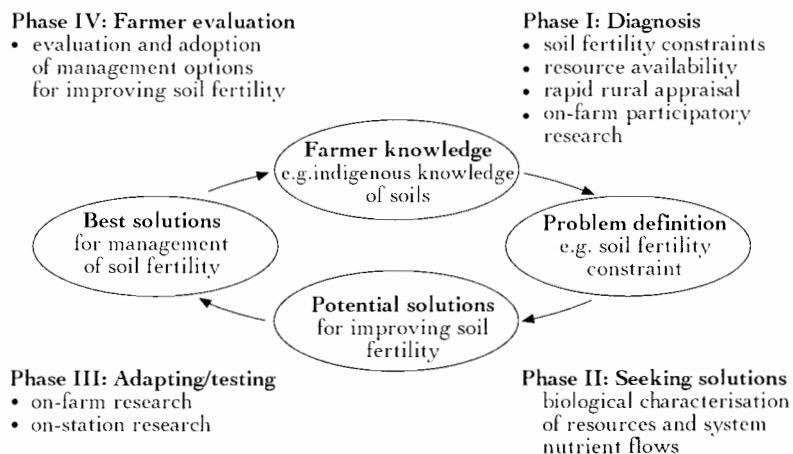 Phase IV: Farmer evaluation
• evaluation and adoption
of management options
for improving soil fertility
Phase I: Diagnosis
• soil fertility constraints
• resource availability
• rapid rural appraisal
• on-farm participatory
research
Farmer knowledge
e.g.indigenous knowledge
of soils
Best solutions
for management
of soil fertility
Problem definition
e.g. soil fertility
constraint
Potential solutions
for improving soil
fertility
Phase III: Adapting/testing
• on-farm research
• on-station research
Phase II: Seeking solutions
biological characterisation
of resources and system
nutrient flows